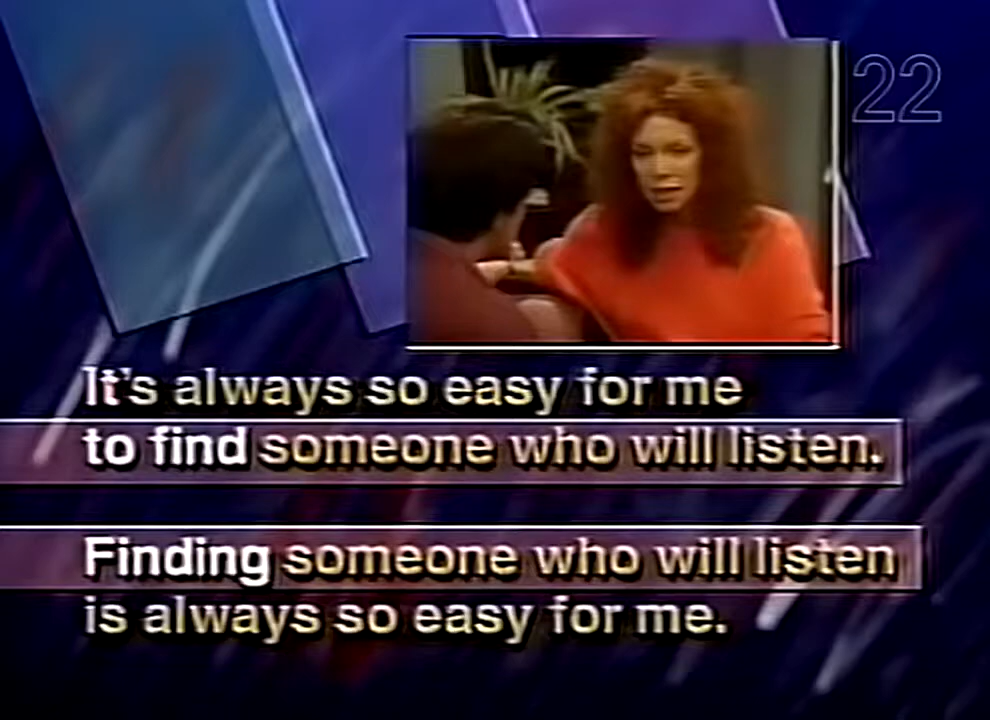 22
It's always so easy for me
to find someone who will listen.
Finding someone who will listen
is always so easy for me.